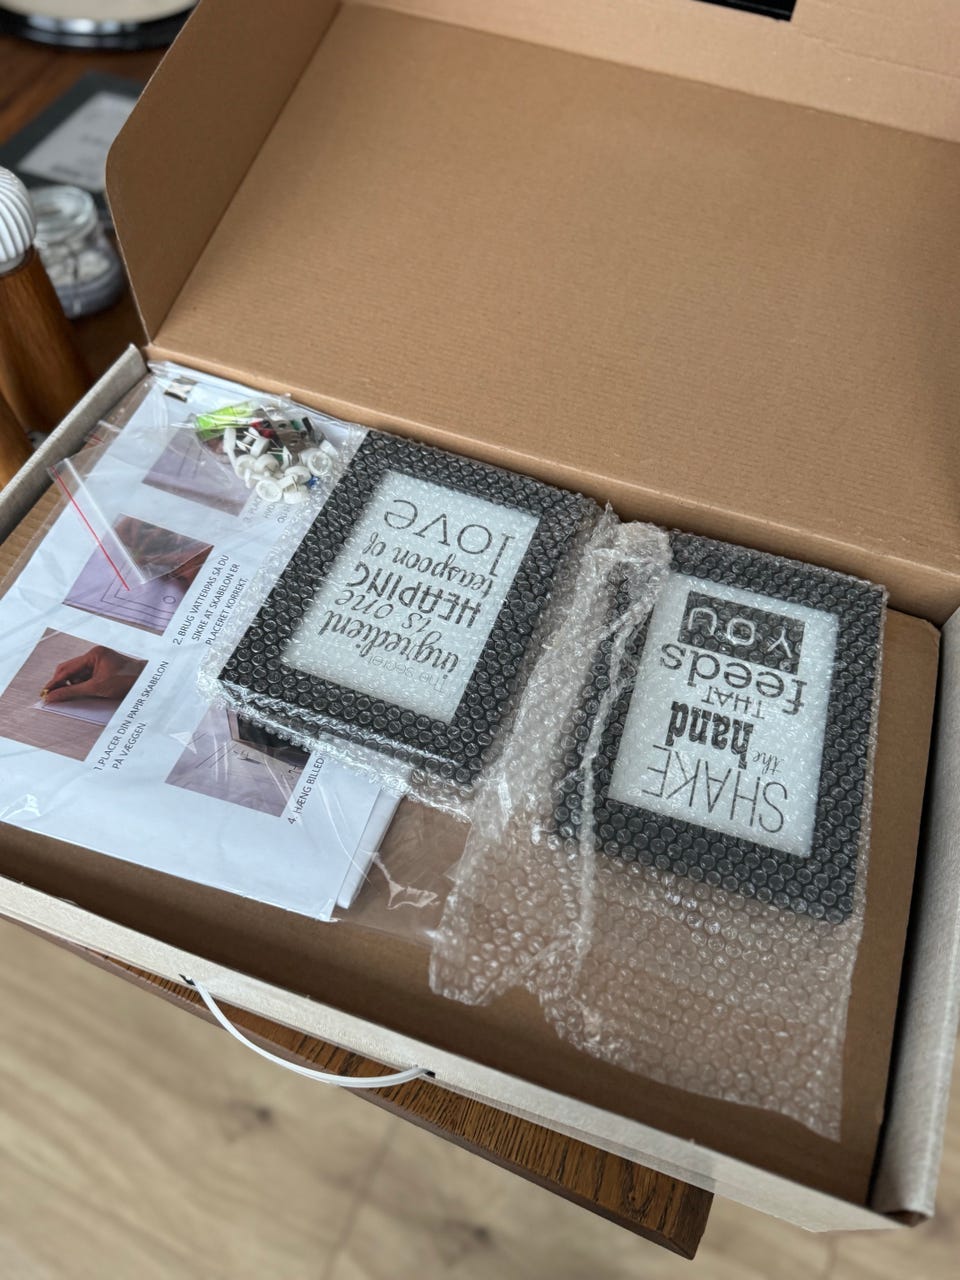 1.PLACER DIN PAPIR SKABELON
PÅ VÆGGEN
2. BRUG VATTERPAS SÅ DU
SIKRE AT SKABELON ER
PLACERET KORREKT.
4. HÆNG BILLED
The Secret
ingredient
is one
HEAPING
teaspoon of
love
SHAKE
the hand
THAT
feeds
YOU